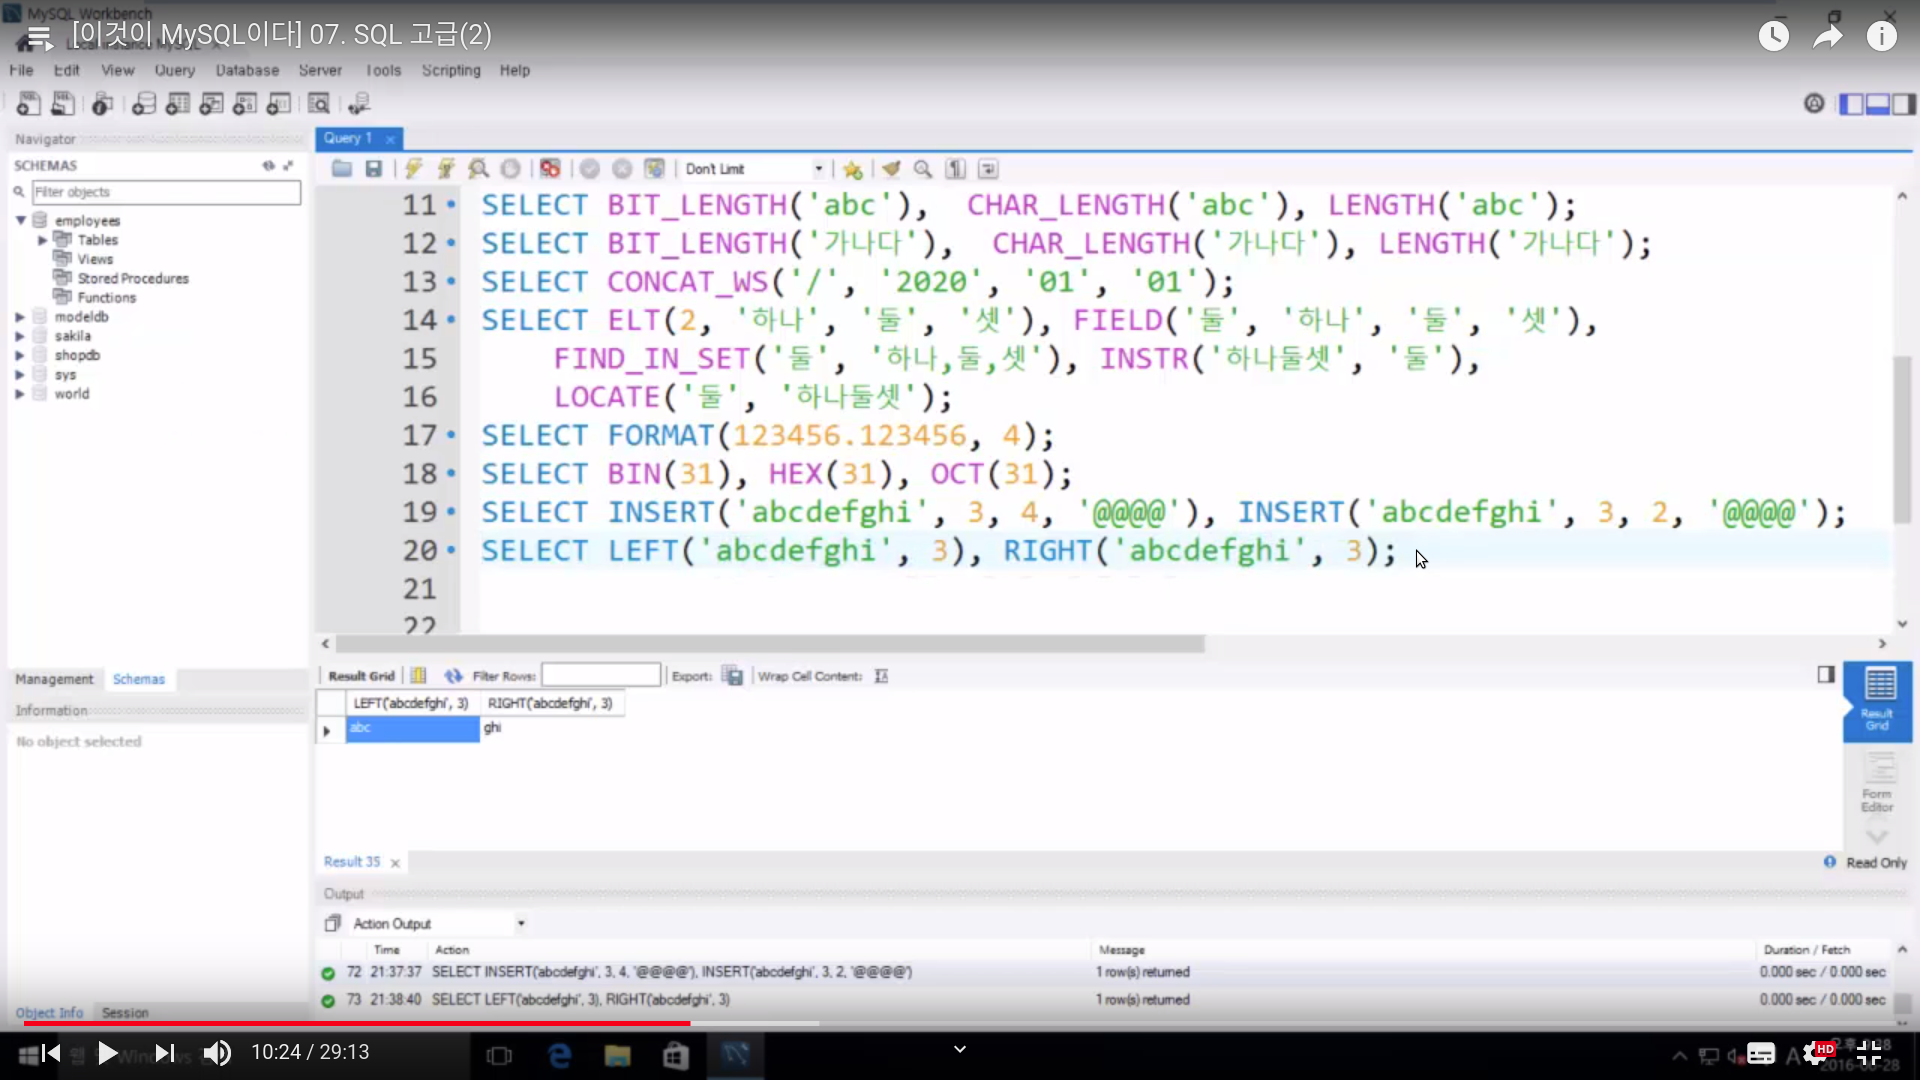 MySQL Workbench
[이것이 MySQL이다] 07. SQL 고급(2)
File Edit View Query Database Server Tools Scripting Help
Navigator
SCHEMAS
Filter objects
employees
Tables
Views
Stored Procedures
Functions
modeldb
sakila
shopdb
sys
world
Management Schemas
Information
No object selected
Object Info Session
Query 1
Don't Limit
11 SELECT BIT_LENGTH('abc'), CHAR_LENGTH('abc'), LENGTH('abc');
12 SELECT BIT_LENGTH('가나다'), CHAR_LENGTH('가나다'), LENGTH('가나다');
13 SELECT CONCAT_WS('/', '2020', '01', '01');
14 SELECT ELT(2, '하나', '둘', '셋'), FIELD('둘', '하나', '둘', '셋'),
15 FIND_IN_SET('둘', '하나,둘,셋'), INSTR('하나둘셋', '둘'),
16 LOCATE('둘', '하나둘셋');
17 SELECT FORMAT(123456.123456, 4);
18 SELECT BIN(31), HEX(31), OCT(31);
19 SELECT INSERT('abcdefghi', 3, 4, '@@@@'), INSERT('abcdefghi', 3, 2, '@@@@');
20 SELECT LEFT('abcdefghi', 3), RIGHT('abcdefghi', 3);
21
22
Result Grid Filter Rows: Export: Wrap Cell Content:
LEFT('abcdefghi', 3) RIGHT('abcdefghi', 3)
abc ghi
Result Grid
Form Editor
Result 35
Read Only
Output
Action Output
Time Action Message Duration / Fetch
72 21:37:37 SELECT INSERT('abcdefghi', 3, 4, '@@@@'), INSERT('abcdefghi', 3, 2, '@@@@') 1 row(s) returned 0.000 sec / 0.000 sec
73 21:38:40 SELECT LEFT('abcdefghi', 3), RIGHT('abcdefghi', 3) 1 row(s) returned 0.000 sec / 0.000 sec
10:24 / 29:13
HD